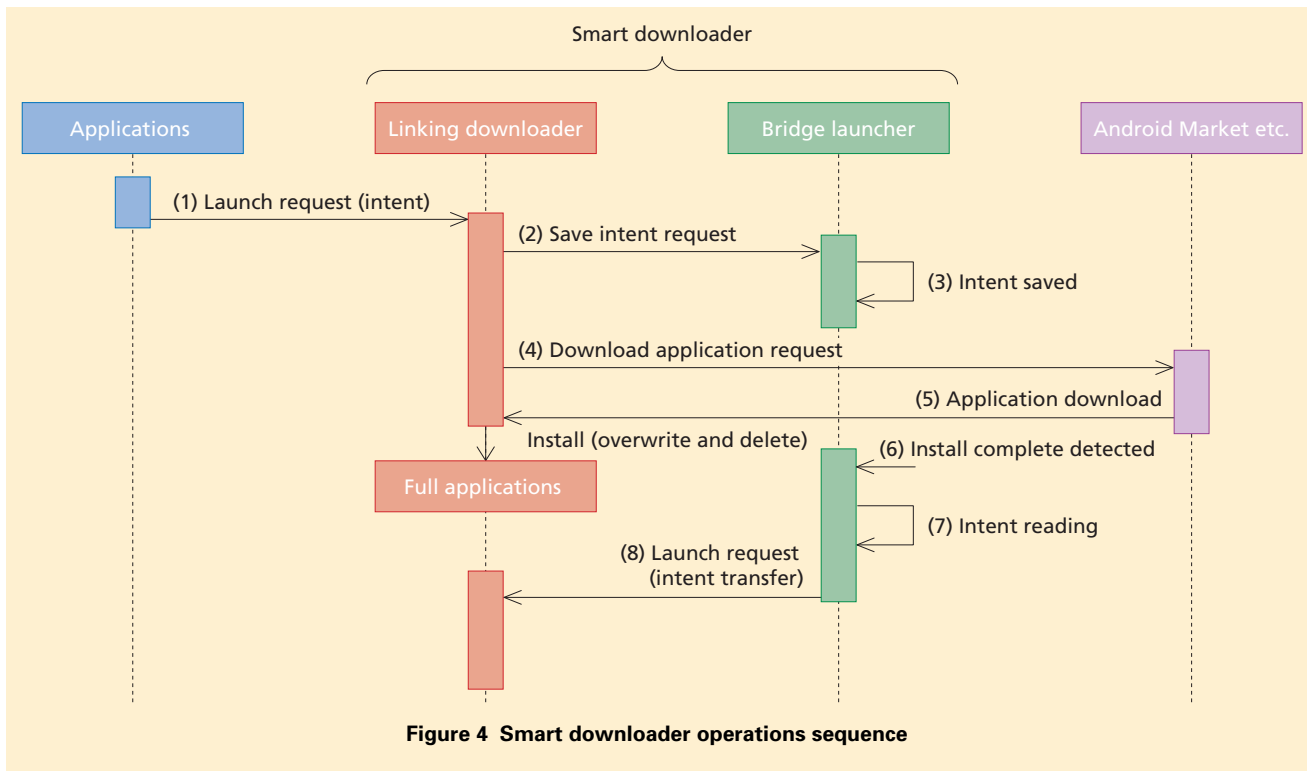 Smart downloader
Applications
Linking downloader
Bridge launcher
Android Market etc.
(1) Launch request (intent)
(2) Save intent request
(3) Intent saved
(4) Download application request
(5) Application download
Install (overwrite and delete)
(6) Install complete detected
Full applications
(7) Intent reading
(8) Launch request
(intent transfer)
Figure 4 Smart downloader operations sequence